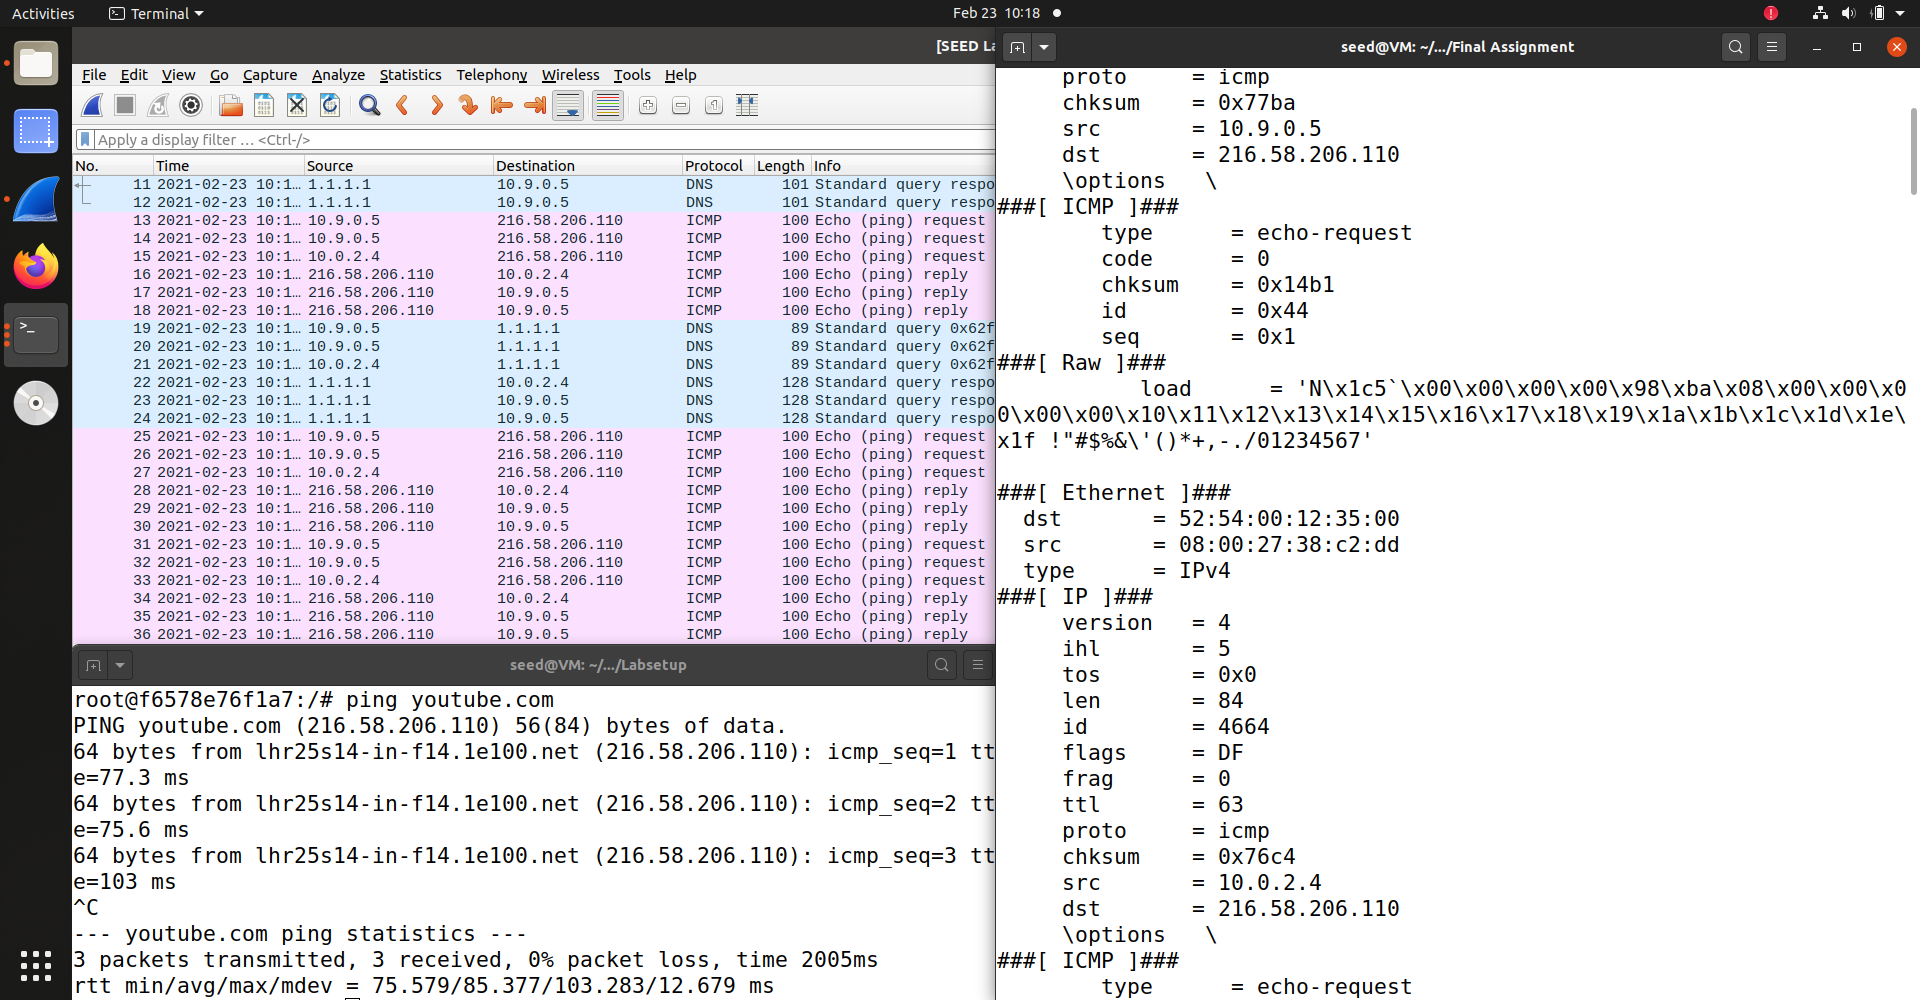 Activities Terminal Feb 23 10:18
[SEED La
File Edit View Go Capture Analyze Statistics Telephony Wireless Tools Help
Apply a display filter … <Ctrl-/>
No. Time Source Destination Protocol Length Info
11 2021-02-23 10:1… 1.1.1.1 10.9.0.5 DNS 101 Standard query respo
12 2021-02-23 10:1… 1.1.1.1 10.9.0.5 DNS 101 Standard query respo
13 2021-02-23 10:1… 10.9.0.5 216.58.206.110 ICMP 100 Echo (ping) request
14 2021-02-23 10:1… 10.9.0.5 216.58.206.110 ICMP 100 Echo (ping) request
15 2021-02-23 10:1… 10.0.2.4 216.58.206.110 ICMP 100 Echo (ping) request
16 2021-02-23 10:1… 216.58.206.110 10.0.2.4 ICMP 100 Echo (ping) reply
17 2021-02-23 10:1… 216.58.206.110 10.9.0.5 ICMP 100 Echo (ping) reply
18 2021-02-23 10:1… 216.58.206.110 10.9.0.5 ICMP 100 Echo (ping) reply
19 2021-02-23 10:1… 10.9.0.5 1.1.1.1 DNS 89 Standard query 0x62f
20 2021-02-23 10:1… 10.9.0.5 1.1.1.1 DNS 89 Standard query 0x62f
21 2021-02-23 10:1… 10.0.2.4 1.1.1.1 DNS 89 Standard query 0x62f
22 2021-02-23 10:1… 1.1.1.1 10.0.2.4 DNS 128 Standard query respo
23 2021-02-23 10:1… 1.1.1.1 10.9.0.5 DNS 128 Standard query respo
24 2021-02-23 10:1… 1.1.1.1 10.9.0.5 DNS 128 Standard query respo
25 2021-02-23 10:1… 10.9.0.5 216.58.206.110 ICMP 100 Echo (ping) request
26 2021-02-23 10:1… 10.9.0.5 216.58.206.110 ICMP 100 Echo (ping) request
27 2021-02-23 10:1… 10.0.2.4 216.58.206.110 ICMP 100 Echo (ping) request
28 2021-02-23 10:1… 216.58.206.110 10.0.2.4 ICMP 100 Echo (ping) reply
29 2021-02-23 10:1… 216.58.206.110 10.9.0.5 ICMP 100 Echo (ping) reply
30 2021-02-23 10:1… 216.58.206.110 10.9.0.5 ICMP 100 Echo (ping) reply
31 2021-02-23 10:1… 10.9.0.5 216.58.206.110 ICMP 100 Echo (ping) request
32 2021-02-23 10:1… 10.9.0.5 216.58.206.110 ICMP 100 Echo (ping) request
33 2021-02-23 10:1… 10.0.2.4 216.58.206.110 ICMP 100 Echo (ping) request
34 2021-02-23 10:1… 216.58.206.110 10.0.2.4 ICMP 100 Echo (ping) reply
35 2021-02-23 10:1… 216.58.206.110 10.9.0.5 ICMP 100 Echo (ping) reply
36 2021-02-23 10:1… 216.58.206.110 10.9.0.5 ICMP 100 Echo (ping) reply
seed@VM: ~/.../Labsetup
root@f6578e76f1a7:/# ping youtube.com
PING youtube.com (216.58.206.110) 56(84) bytes of data.
64 bytes from lhr25s14-in-f14.1e100.net (216.58.206.110): icmp_seq=1 tt
e=77.3 ms
64 bytes from lhr25s14-in-f14.1e100.net (216.58.206.110): icmp_seq=2 tt
e=75.6 ms
64 bytes from lhr25s14-in-f14.1e100.net (216.58.206.110): icmp_seq=3 tt
e=103 ms
^C
--- youtube.com ping statistics ---
3 packets transmitted, 3 received, 0% packet loss, time 2005ms
rtt min/avg/max/mdev = 75.579/85.377/103.283/12.679 ms
seed@VM: ~/.../Final Assignment
proto = icmp
chksum = 0x77ba
src = 10.9.0.5
dst = 216.58.206.110
\options \
###[ ICMP ]###
type = echo-request
code = 0
chksum = 0x14b1
id = 0x44
seq = 0x1
###[ Raw ]###
load = 'N\x1c5`\x00\x00\x00\x00\x98\xba\x08\x00\x00\x0
0\x00\x00\x10\x11\x12\x13\x14\x15\x16\x17\x18\x19\x1a\x1b\x1c\x1d\x1e\
x1f !"#$%&\'()*+,-./01234567'
###[ Ethernet ]###
dst = 52:54:00:12:35:00
src = 08:00:27:38:c2:dd
type = IPv4
###[ IP ]###
version = 4
ihl = 5
tos = 0x0
len = 84
id = 4664
flags = DF
frag = 0
ttl = 63
proto = icmp
chksum = 0x76c4
src = 10.0.2.4
dst = 216.58.206.110
\options \
###[ ICMP ]###
type = echo-request